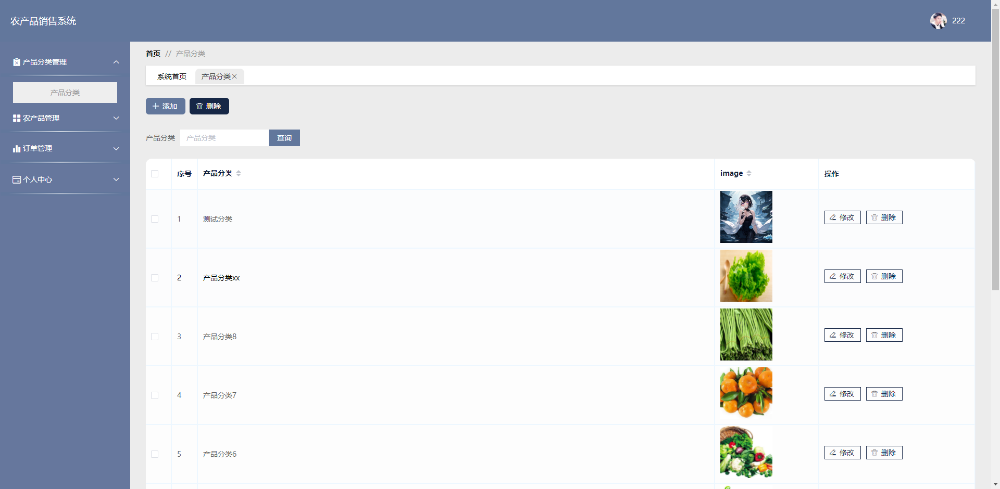 农产品销售系统
222
产品分类管理
产品分类
农产品管理
订单管理
个人中心
首页 // 产品分类
系统首页 产品分类
添加 删除
产品分类 产品分类 查询
序号 产品分类 image 操作
1 测试分类 修改 删除
2 产品分类xx 修改 删除
3 产品分类8 修改 删除
4 产品分类7 修改 删除
5 产品分类6 修改 删除